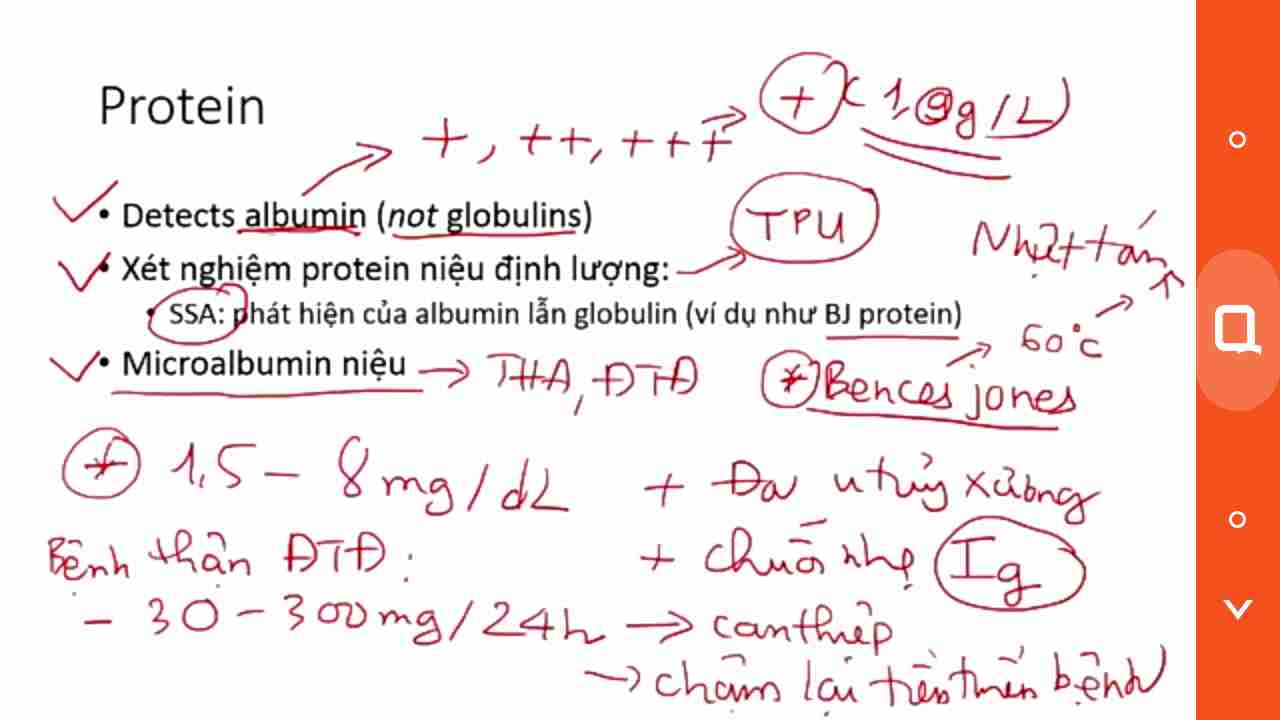 Protein
+, ++, +++ → + (1,9g/L)
• Detects albumin (not globulins)
TPU
• Xét nghiệm protein niệu định lượng:
Nhiệt tán
• SSA: phát hiện của albumin lẫn globulin (ví dụ như BJ protein)
60°C
• Microalbumin niệu → THA, ĐTĐ
* Bences jones
* 1,5 - 8 mg/dL
+ Đa u tủy xương
Bệnh thận ĐTĐ:
+ chuỗi nhẹ Ig
- 30 - 300mg/24h → can thiệp
→ chậm lại tiến triển bệnh